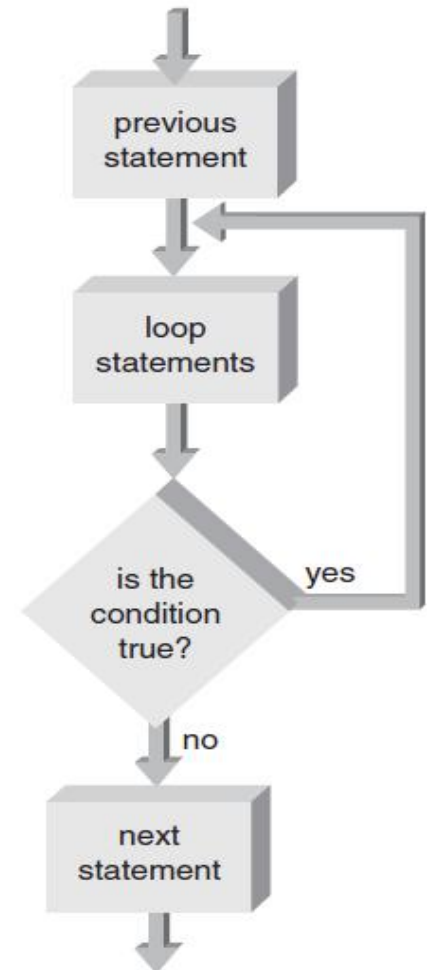 previous
statement
loop
statements
is the
condition
true?
yes
no
next
statement